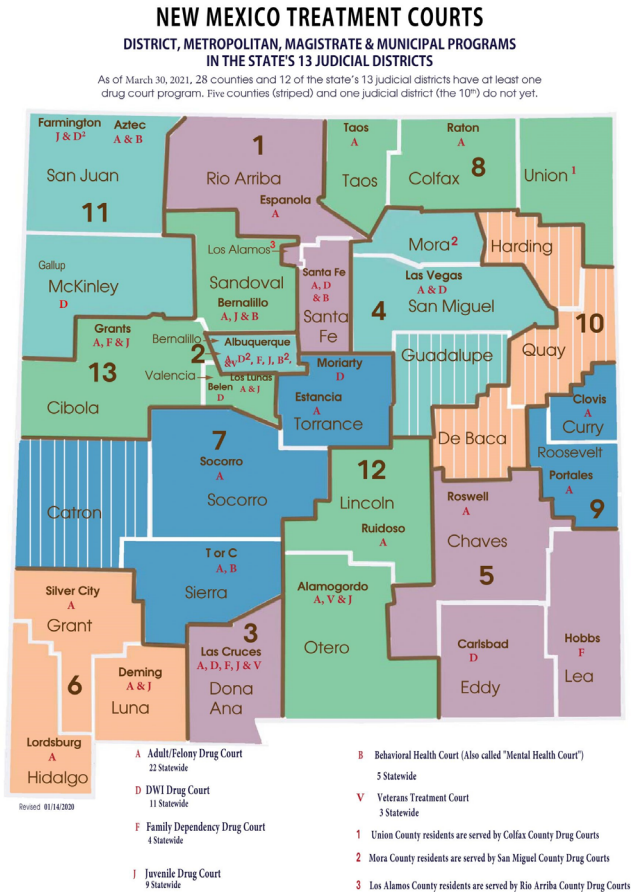 NEW MEXICO TREATMENT COURTS
DISTRICT, METROPOLITAN, MAGISTRATE & MUNICIPAL PROGRAMS
IN THE STATE'S 13 JUDICIAL DISTRICTS
As of March 30, 2021, 28 counties and 12 of the state's 13 judicial districts have at least one
drug court program. Five counties (striped) and one judicial district (the 10th) do not yet.
Farmington
J & D2
Aztec
A & B
San Juan
11
1
Rio Arriba
Espanola
A
Taos
A
Taos
Raton
A
Colfax
8
Union 1
Gallup
McKinley
D
Los Alamos3
Sandoval
Bernalillo
A, J & B
Santa Fe
A, D
& B
Santa
Fe
Mora2
Harding
Las Vegas
A & D
San Miguel
4
10
Quay
Guadalupe
Grants
A, F & J
13
Cibola
Bernalillo
2
Albuquerque
A, D2, F, J, B2,
&V
Valencia
Belen
D
Los Lunas
A & J
Moriarty
D
Estancia
A
Torrance
De Baca
Clovis
A
Curry
Roosevelt
Portales
A
9
Catron
7
Socorro
A
Socorro
12
Lincoln
Ruidoso
A
Roswell
A
Chaves
5
T or C
A, B
Sierra
Silver City
A
Grant
6
Deming
A & J
Luna
Lordsburg
A
Hidalgo
3
Las Cruces
A, D, F, J & V
Dona
Ana
Alamogordo
A, V & J
Otero
Carlsbad
D
Eddy
Hobbs
F
Lea
Revised 01/14/2020
A Adult/Felony Drug Court
22 Statewide
D DWI Drug Court
11 Statewide
F Family Dependency Drug Court
4 Statewide
J Juvenile Drug Court
9 Statewide
B Behavioral Health Court (Also called "Mental Health Court")
5 Statewide
V Veterans Treatment Court
3 Statewide
1 Union County residents are served by Colfax County Drug Courts
2 Mora County residents are served by San Miguel County Drug Courts
3 Los Alamos County residents are served by Rio Arriba County Drug Courts